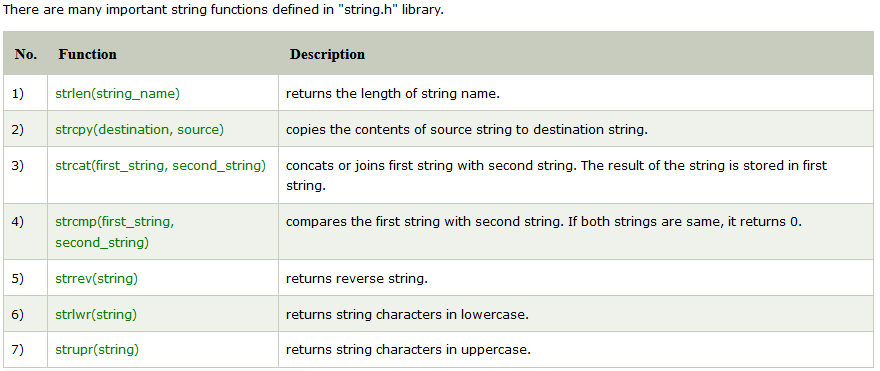 There are many important string functions defined in "string.h" library.
No. Function Description
1) strlen(string_name) returns the length of string name.
2) strcpy(destination, source) copies the contents of source string to destination string.
3) strcat(first_string, second_string) concats or joins first string with second string. The result of the string is stored in first
string.
4) strcmp(first_string, compares the first string with second string. If both strings are same, it returns 0.
second_string)
5) strrev(string) returns reverse string.
6) strlwr(string) returns string characters in lowercase.
7) strupr(string) returns string characters in uppercase.